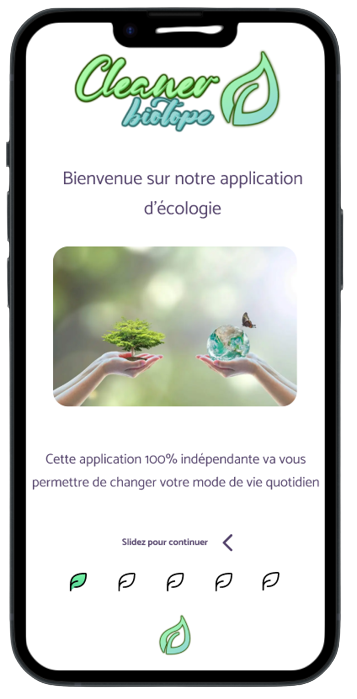 Cleaner
biotope
Bienvenue sur notre application
d'écologie
Cette application 100% indépendante va vous
permettre de changer votre mode de vie quotidien
Slidez pour continuer